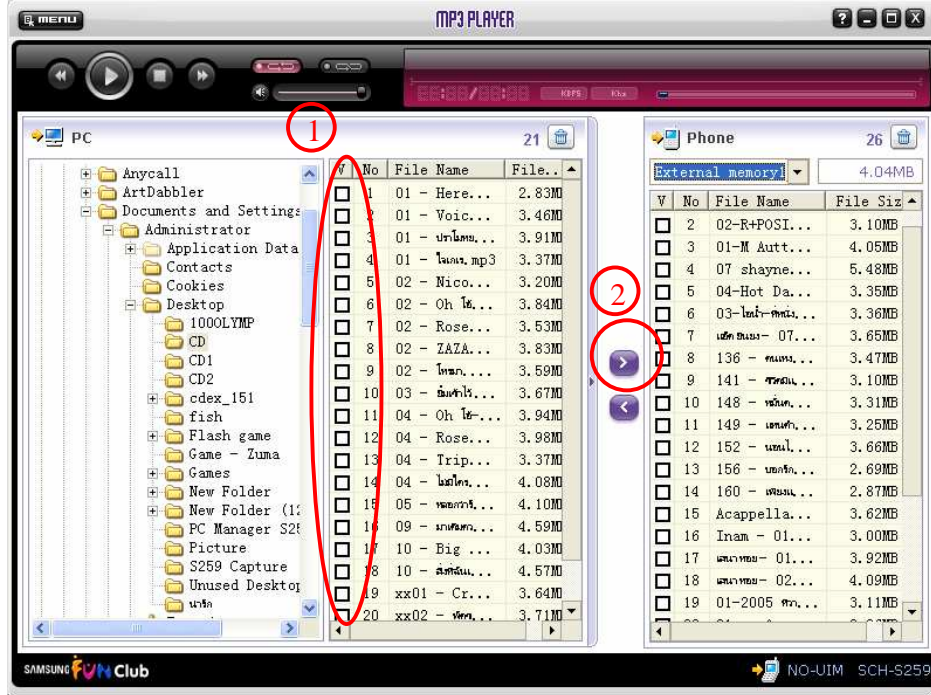 MENU
MP3 PLAYER
KBPS
Khz
1
PC
21
Anycall
ArtDabbler
Documents and Settings
Administrator
Application Data
Contacts
Cookies
Desktop
1000LYMP
CD
CD1
CD2
cdex_151
fish
Flash game
Game - Zuma
Games
New Folder
New Folder (12
PC Manager S25
Picture
S259 Capture
Unused Desktop
V No File Name File..
1 01 - Here... 2.83M
2 01 - Voic... 3.46M
3 01 - 3.91M
4 01 - .mp3 3.37M
5 02 - Nico... 3.20M
6 02 - Oh 3.84M
7 02 - Rose... 3.53M
8 02 - ZAZA... 3.83M
9 02 - 3.59M
10 03 - 3.67M
11 04 - Oh 3.94M
12 04 - Rose... 3.98M
13 04 - Trip... 3.37M
14 04 - 4.08M
15 05 - 4.10M
16 09 - 4.59M
17 10 - Big ... 4.03M
18 10 - 4.57M
19 xx01 - Cr... 3.64M
20 xx02 - 3.71M
2
Phone
26
External memory1
4.04MB
V No File Name File Siz
2 02-R+POSI... 3.10MB
3 01-M Autt... 4.05MB
4 07 shayne... 5.48MB
5 04-Hot Da... 3.35MB
6 03- 3.36MB
7 - 07... 3.65MB
8 136 - 3.47MB
9 141 - 3.10MB
10 148 - 3.31MB
11 149 - 3.25MB
12 152 - 3.66MB
13 156 - 2.69MB
14 160 - 2.87MB
15 Acappella... 3.62MB
16 Inam - 01... 3.00MB
17 - 01... 3.92MB
18 - 02... 4.09MB
19 01-2005 3.11MB
SAMSUNG FUN Club
NO-UIM SCH-S259